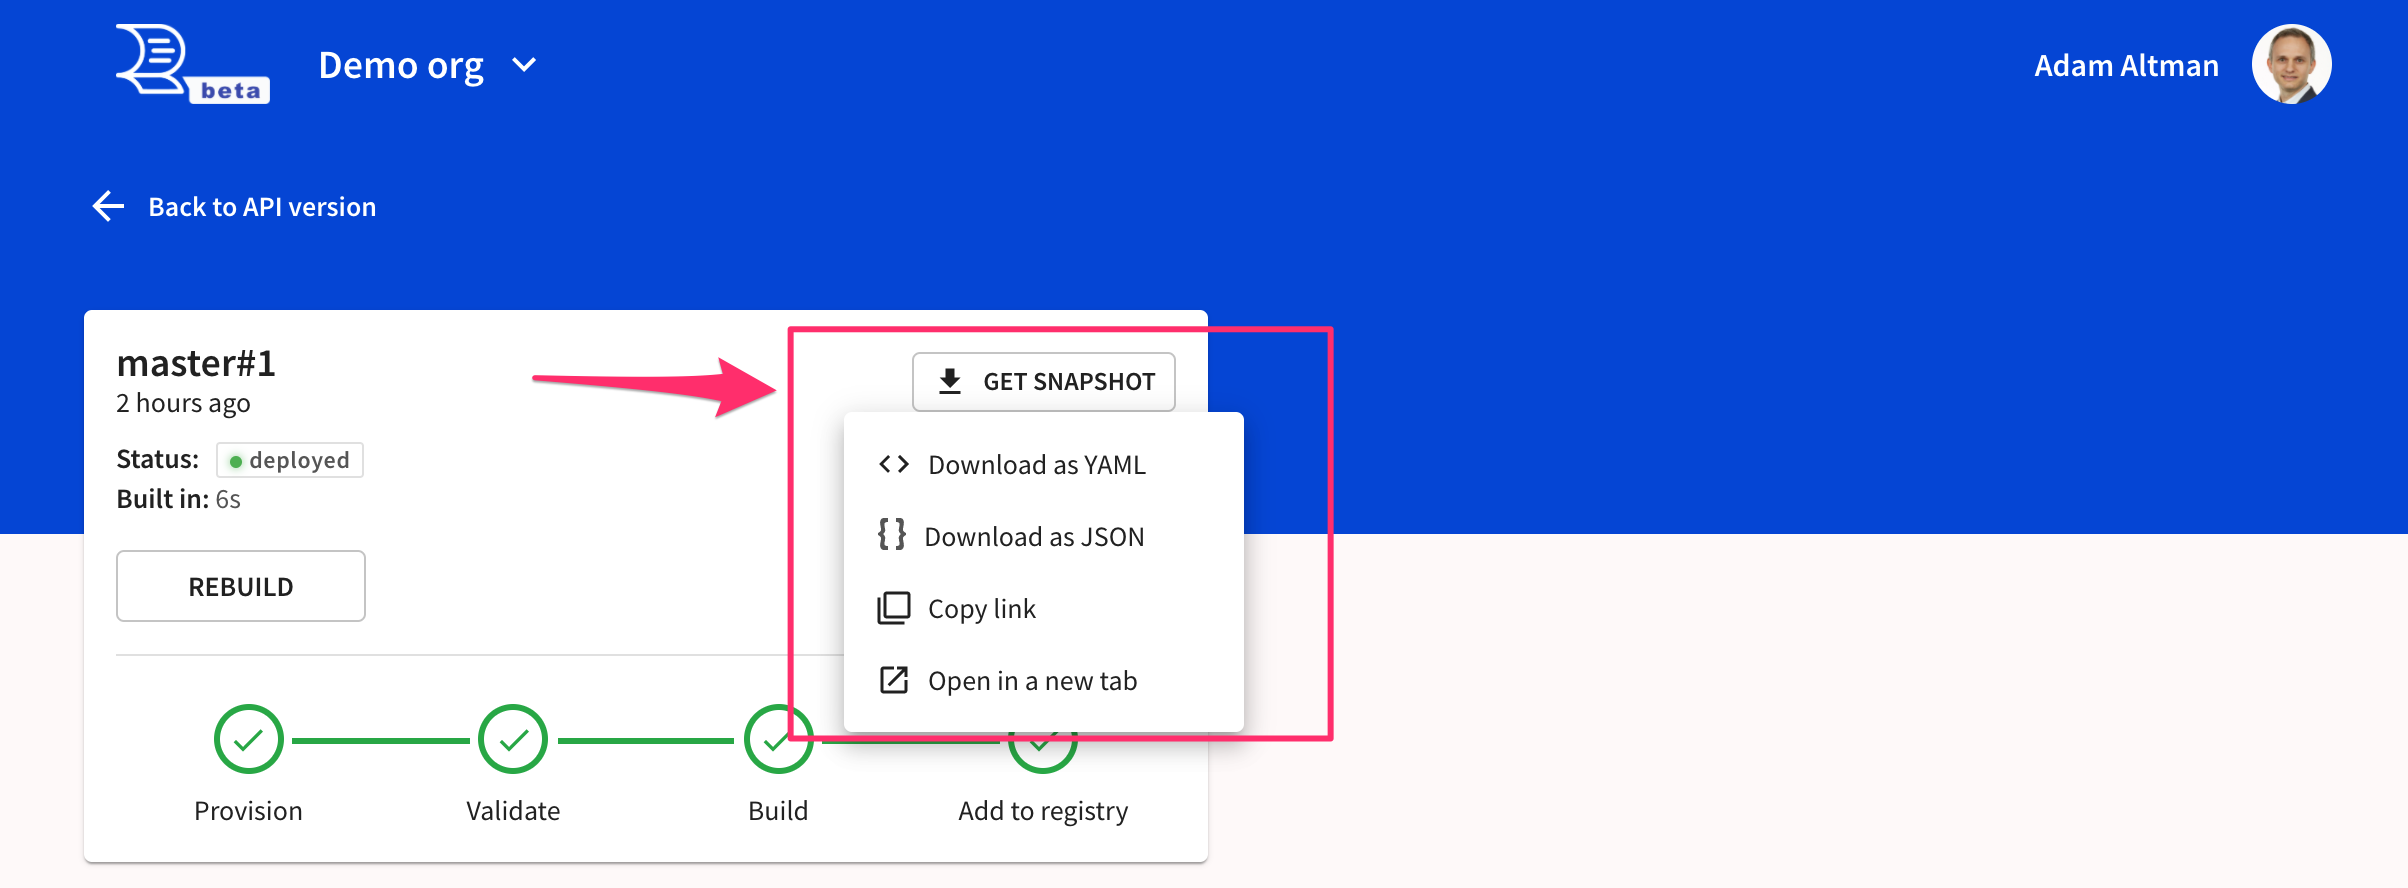 beta
Demo org
Adam Altman
Back to API version
master#1
2 hours ago
GET SNAPSHOT
Status: deployed
Built in: 6s
REBUILD
Download as YAML
Download as JSON
Copy link
Open in a new tab
Provision
Validate
Build
Add to registry